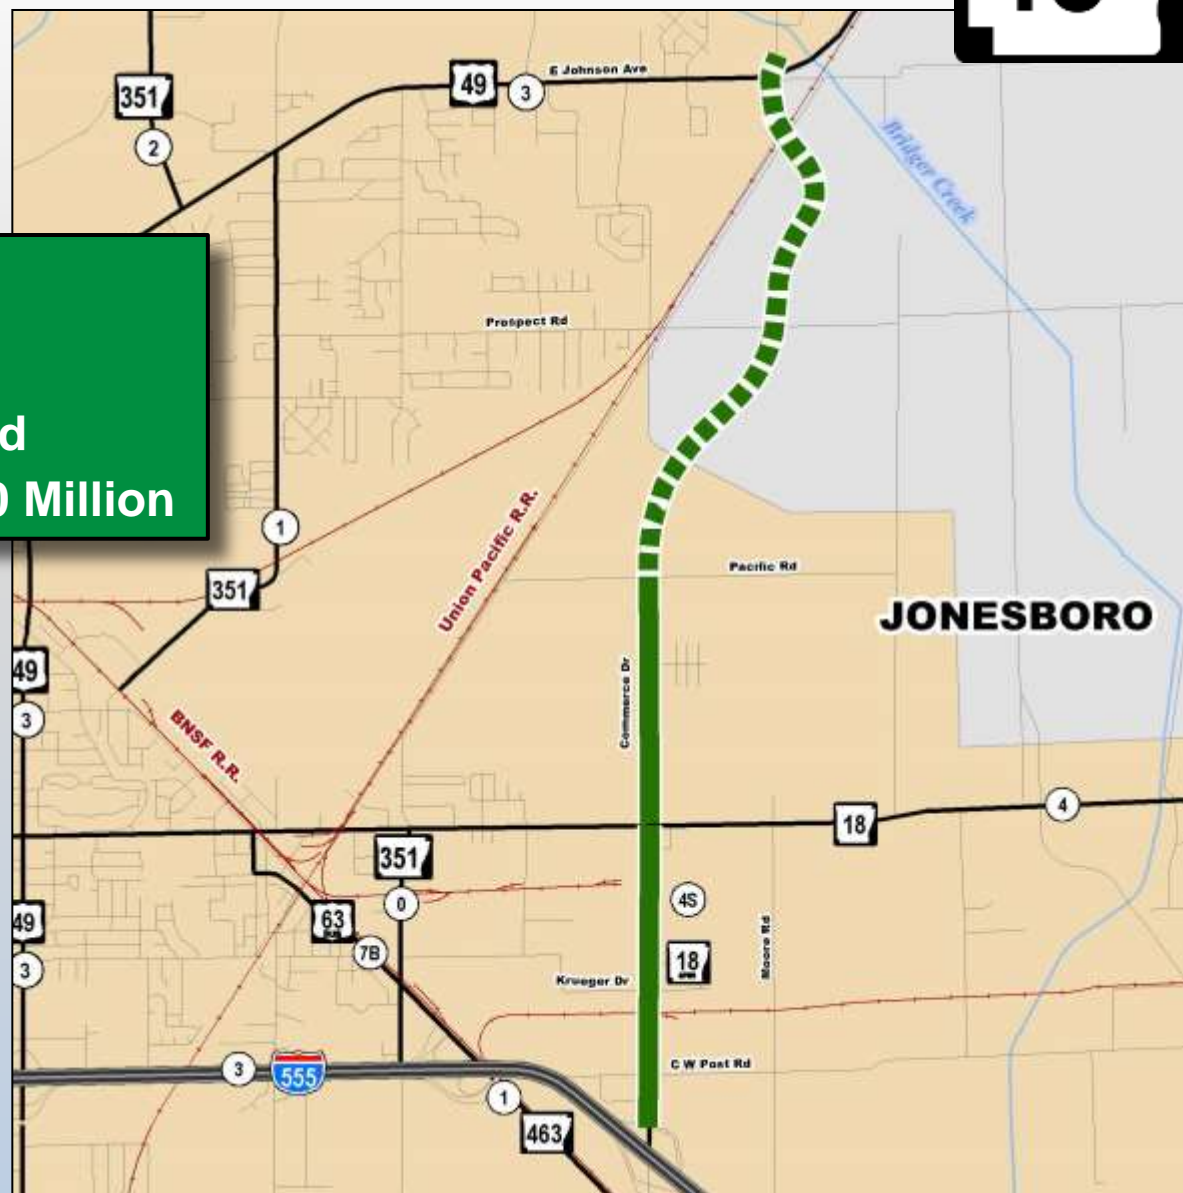 351
2
49
3
E Johnson Ave
Bridger Creek
Prospect Rd
0 Million
1
351
Union Pacific R.R.
Pacific Rd
JONESBORO
49
3
Commerce Dr
BNSF R.R.
18
4
351
0
63
7B
4S
18
Moore Rd
Krueger Dr
49
3
C W Post Rd
3
555
1
463